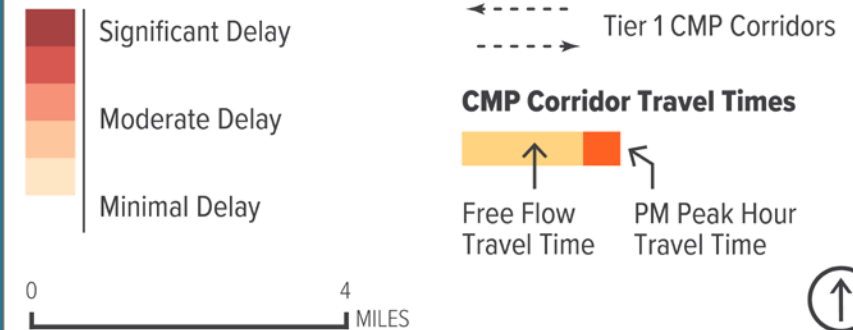 Significant Delay
Moderate Delay
Minimal Delay
0 4
MILES
Tier 1 CMP Corridors
CMP Corridor Travel Times
Free Flow
Travel Time
PM Peak Hour
Travel Time